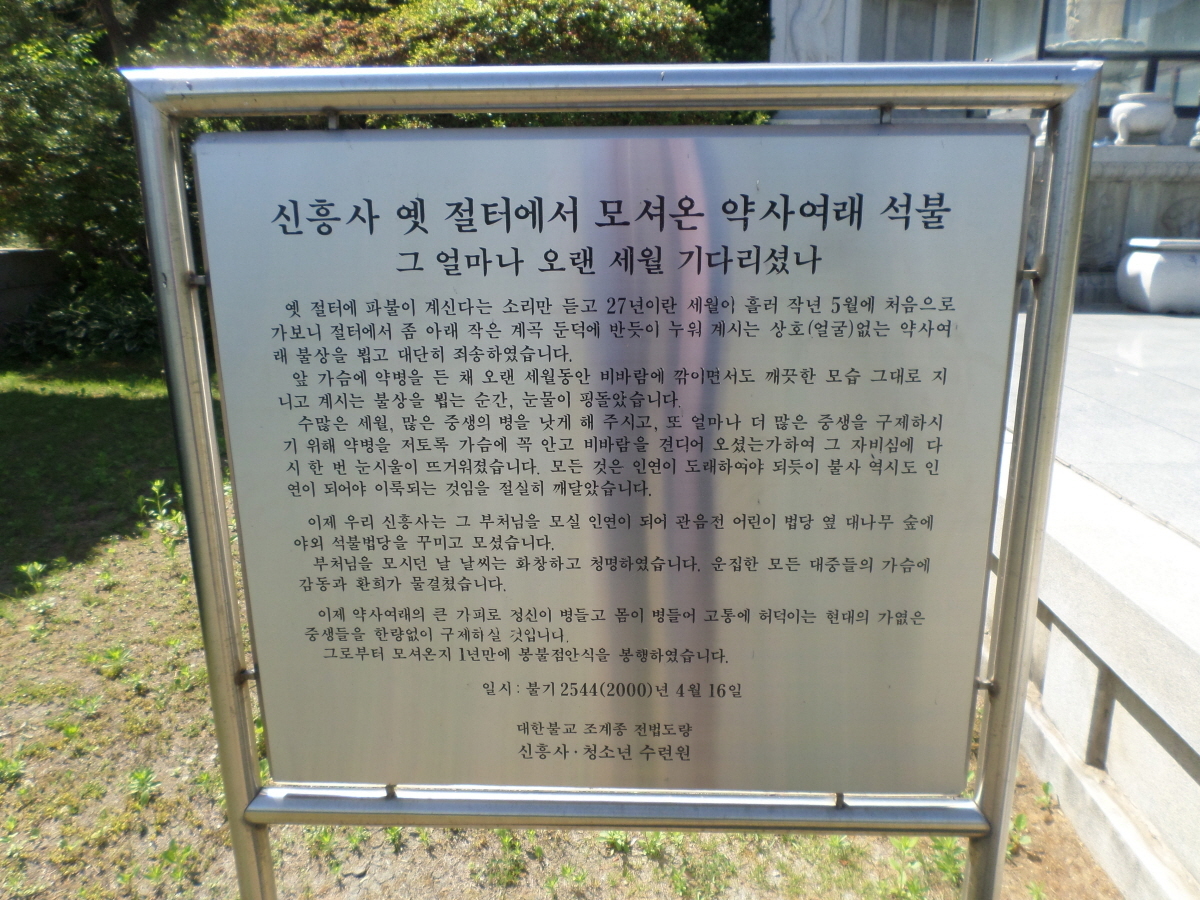 신흥사 옛 절터에서 모셔온 약사여래 석불
그 얼마나 오랜 세월 기다리셨나
옛 절터에 파불이 계신다는 소리만 듣고 27년이란 세월이 흘러 작년 5월에 처음으로
가보니 절터에서 좀 아래 작은 계곡 둔덕에 반듯이 누워 계시는 상호(얼굴)없는 약사여
래 불상을 뵙고 대단히 죄송하였습니다.
앞 가슴에 약병을 든 채 오랜 세월동안 비바람에 깎이면서도 깨끗한 모습 그대로 지
니고 계시는 불상을 뵙는 순간, 눈물이 핑돌았습니다.
수많은 세월, 많은 중생의 병을 낫게 해 주시고, 또 얼마나 더 많은 중생을 구제하시
기 위해 약병을 저토록 가슴에 꼭 안고 비바람을 견디어 오셨는가하여 그 자비심에 다
시 한 번 눈시울이 뜨거워졌습니다. 모든 것은 인연이 도래하여야 되듯이 불사 역시도 인
연이 되어야 이룩되는 것임을 절실히 깨달았습니다.
이제 우리 신흥사는 그 부처님을 모실 인연이 되어 관음전 어린이 법당 옆 대나무 숲에
야외 석불법당을 꾸미고 모셨습니다.
부처님을 모시던 날 날씨는 화창하고 청명하였습니다. 운집한 모든 대중들의 가슴에
감동과 환희가 물결쳤습니다.
이제 약사여래의 큰 가피로 정신이 병들고 몸이 병들어 고통에 허덕이는 현대의 가엾은
중생들을 한량없이 구제하실 것입니다.
그로부터 모셔온지 1년만에 봉불점안식을 봉행하였습니다.
일시 : 불기 2544(2000)년 4월 16일
대한불교 조계종 전법도량
신흥사·청소년 수련원